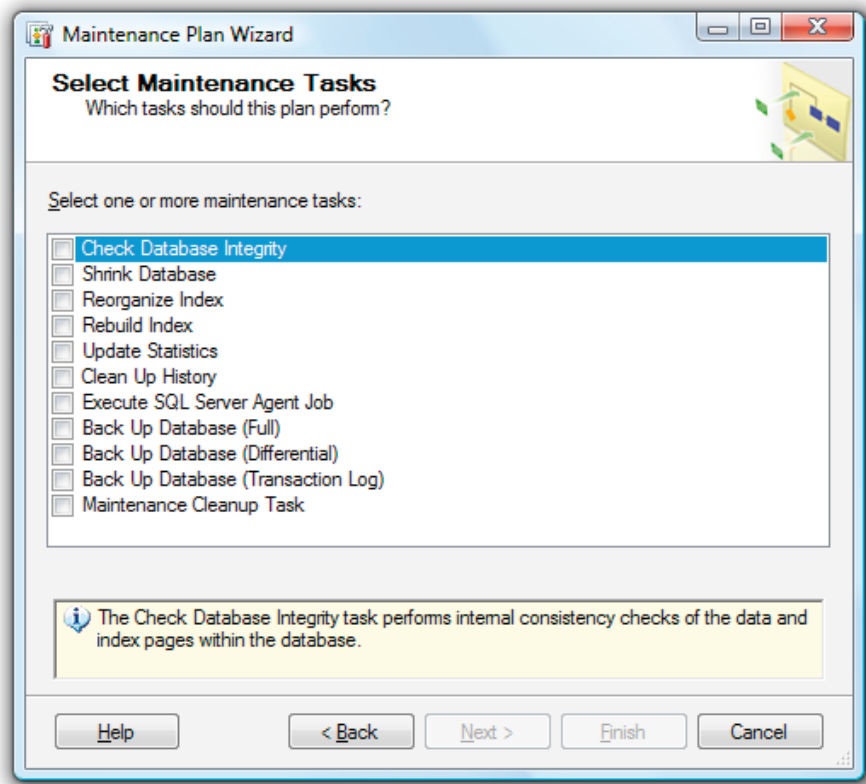 Maintenance Plan Wizard
Select Maintenance Tasks
Which tasks should this plan perform?
Select one or more maintenance tasks:
Check Database Integrity
Shrink Database
Reorganize Index
Rebuild Index
Update Statistics
Clean Up History
Execute SQL Server Agent Job
Back Up Database (Full)
Back Up Database (Differential)
Back Up Database (Transaction Log)
Maintenance Cleanup Task
The Check Database Integrity task performs internal consistency checks of the data and
index pages within the database.
Help < Back Next > Finish Cancel